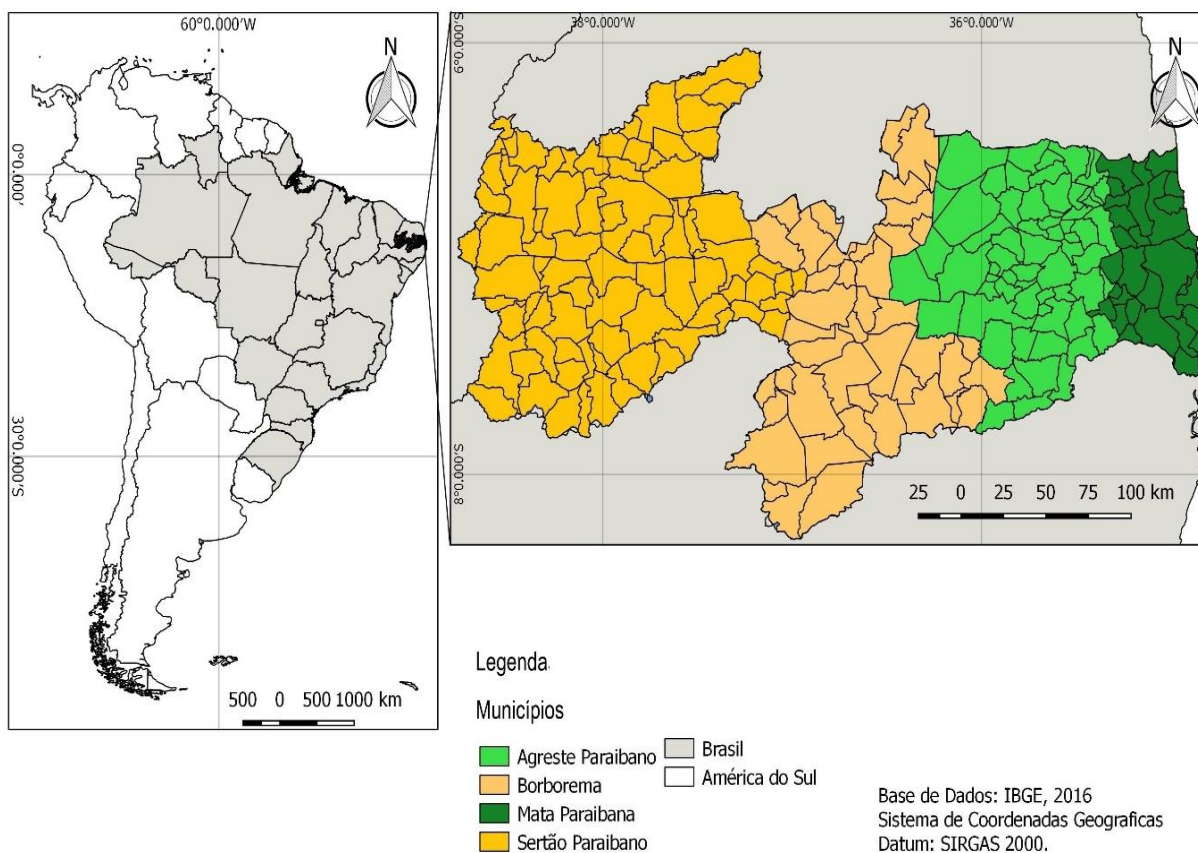 60°0.000'W
N
0°0.000'
30°0.000'S
500 0 500 1000 km
38°0.000'W
36°0.000'W
N
6°0.000'S
8°0.000'S
25 0 25 50 75 100 km
Legenda
Municípios
Agreste Paraibano
Borborema
Mata Paraibana
Sertão Paraibano
Brasil
América do Sul
Base de Dados: IBGE, 2016
Sistema de Coordenadas Geograficas
Datum: SIRGAS 2000.